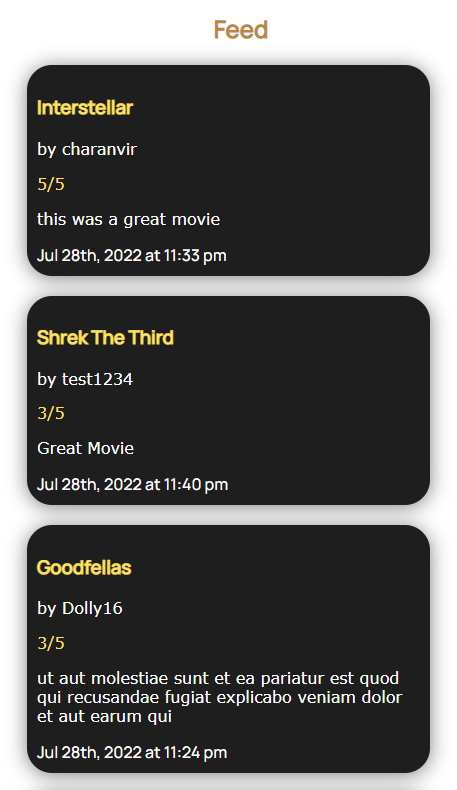 Feed
Interstellar
by charanvir
5/5
this was a great movie
Jul 28th, 2022 at 11:33 pm
Shrek The Third
by test1234
3/5
Great Movie
Jul 28th, 2022 at 11:40 pm
Goodfellas
by Dolly16
3/5
ut aut molestiae sunt et ea pariatur est quod
qui recusandae fugiat explicabo veniam dolor
et aut earum qui
Jul 28th, 2022 at 11:24 pm